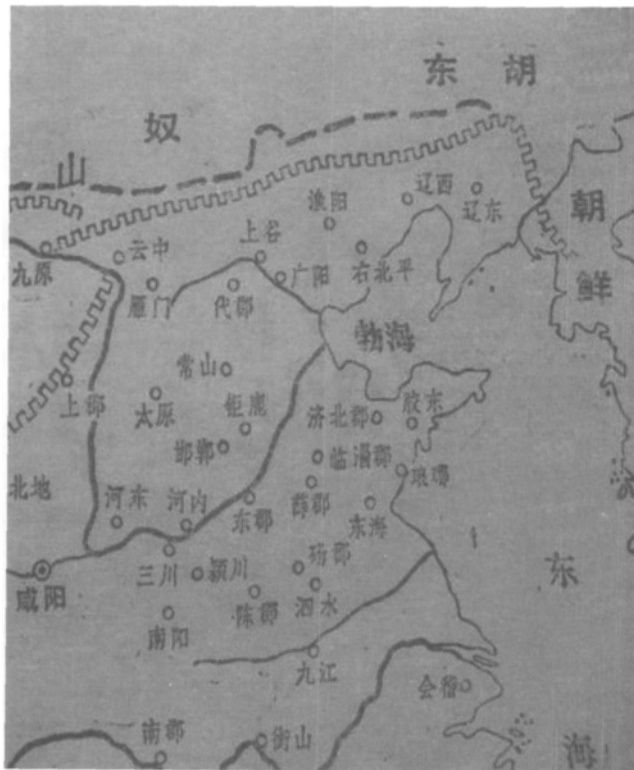 东 胡
奴
山
朝鲜
辽西
辽东
渔阳
上谷
云中
九原
广阳
右北平
雁门
代郡
勃海
常山
上郡
太原
钜鹿
济北郡
胶东
邯郸
临淄郡
琅琊
北地
河东
河内
东郡
薛郡
东海
三川
颍川
砀郡
咸阳
陈郡
泗水
南阳
东海
九江
会稽
南郡
衡山